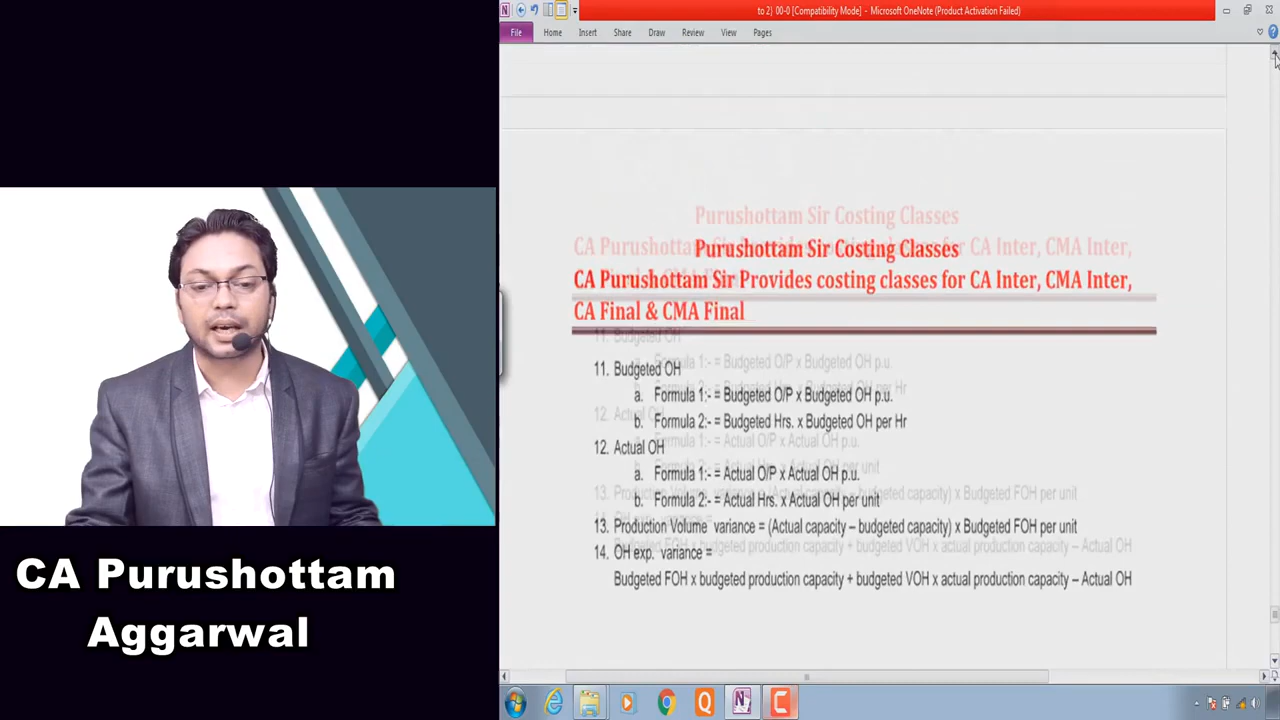 to 2) 00-0 [Compatibility Mode] - Microsoft OneNote (Product Activation Failed)
File Home Insert Share Draw Review View Pages
Purushottam Sir Costing Classes
CA Purushottam Sir Provides costing classes for CA Inter, CMA Inter,
CA Final & CMA Final
11. Budgeted OH
a. Formula 1:- = Budgeted O/P x Budgeted OH p.u.
b. Formula 2:- = Budgeted Hrs. x Budgeted OH per Hr
12. Actual OH
a. Formula 1:- = Actual O/P x Actual OH p.u.
b. Formula 2:- = Actual Hrs. x Actual OH per unit
13. Production Volume variance = (Actual capacity – budgeted capacity) x Budgeted FOH per unit
14. OH exp. variance =
Budgeted FOH x budgeted production capacity + budgeted VOH x actual production capacity – Actual OH
CA Purushottam
Aggarwal